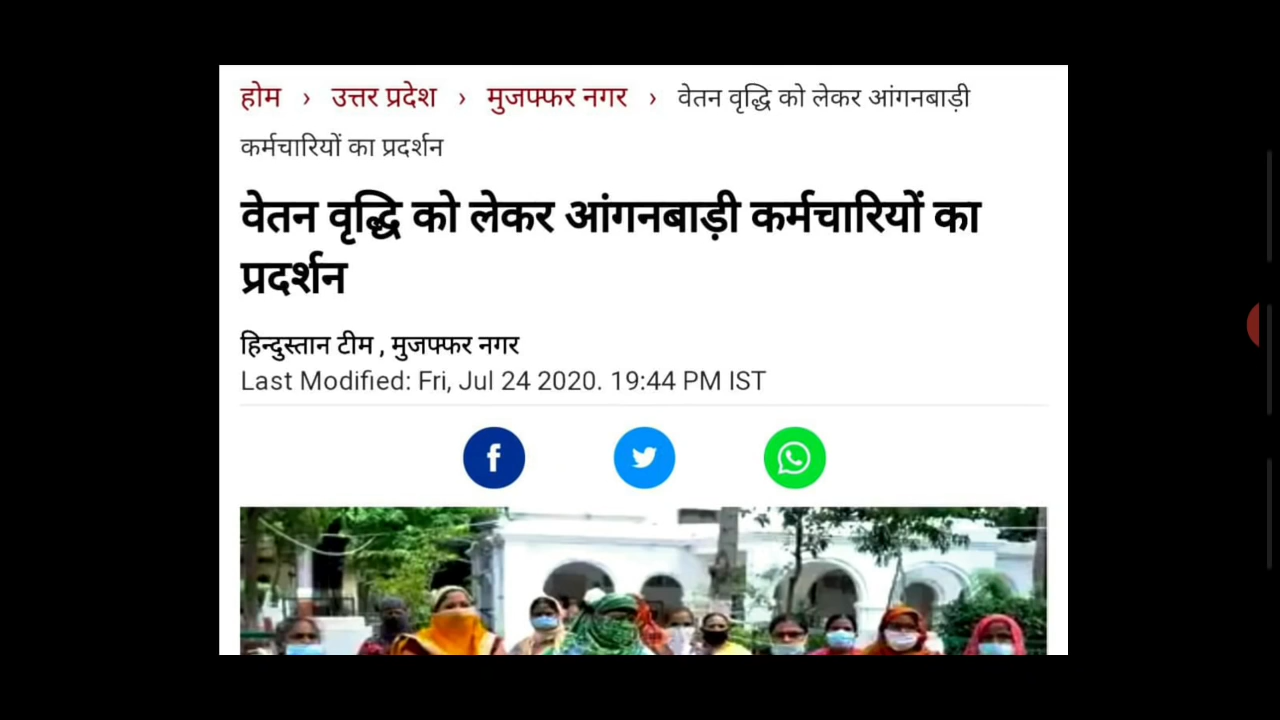 होम › उत्तर प्रदेश › मुजफ्फर नगर › वेतन वृद्धि को लेकर आंगनबाड़ी
कर्मचारियों का प्रदर्शन
वेतन वृद्धि को लेकर आंगनबाड़ी कर्मचारियों का
प्रदर्शन
हिन्दुस्तान टीम , मुजफ्फर नगर
Last Modified: Fri, Jul 24 2020. 19:44 PM IST